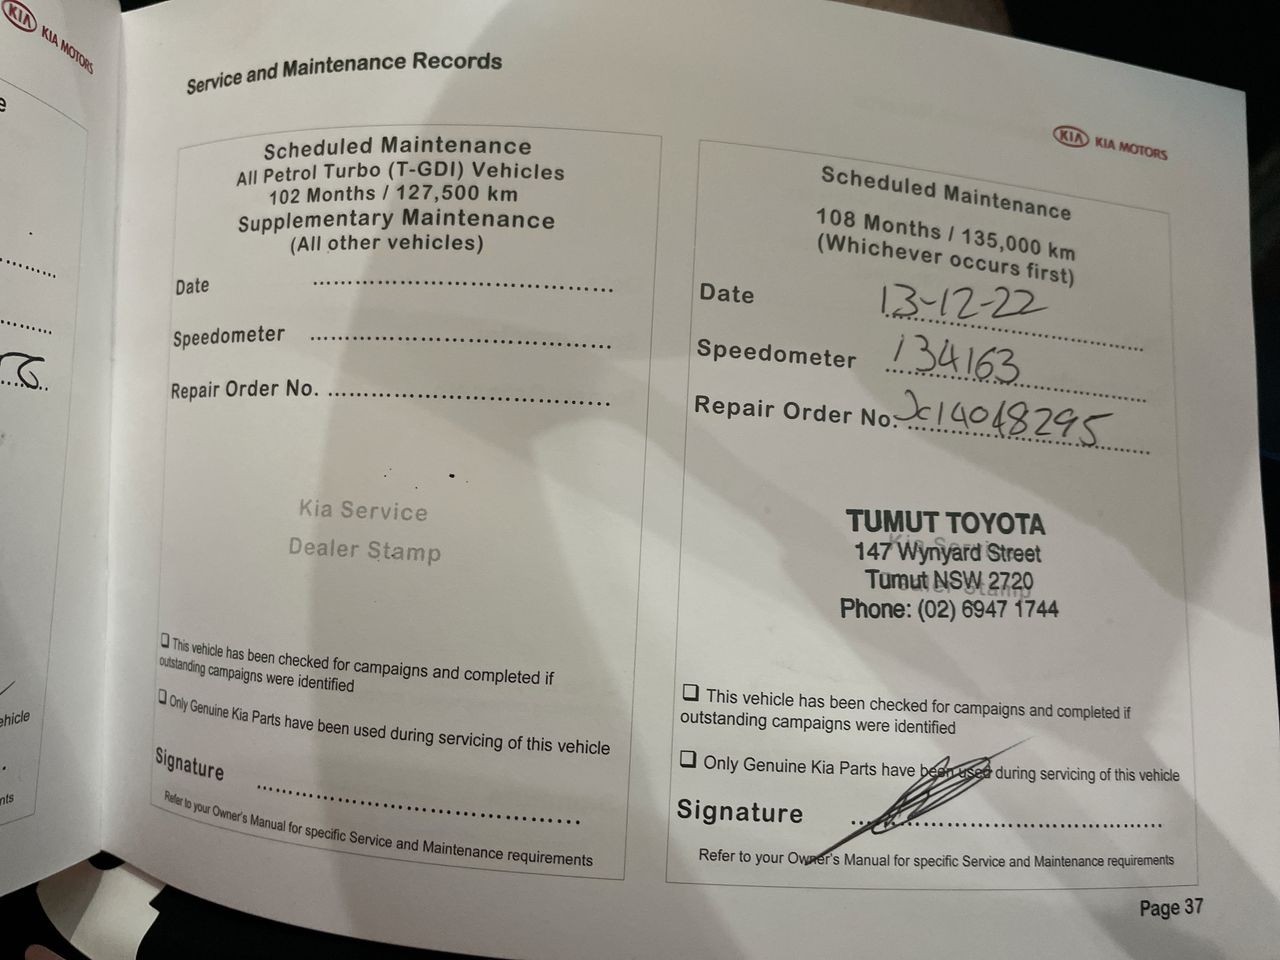 KIA KIA MOTORS
Service and Maintenance Records
Scheduled Maintenance
All Petrol Turbo (T-GDI) Vehicles
102 Months / 127,500 km
Supplementary Maintenance
(All other vehicles)
Date ........................................
Speedometer ........................................
Repair Order No. ........................................
Kia Service
Dealer Stamp
❑ This vehicle has been checked for campaigns and completed if
outstanding campaigns were identified
❑ Only Genuine Kia Parts have been used during servicing of this vehicle
Signature ........................................
Refer to your Owner's Manual for specific Service and Maintenance requirements
KIA KIA MOTORS
Scheduled Maintenance
108 Months / 135,000 km
(Whichever occurs first)
Date 13-12-22
Speedometer 134163
Repair Order No. JC14048295
Kia Service
Dealer Stamp
TUMUT TOYOTA
147 Wynyard Street
Tumut NSW 2720
Phone: (02) 6947 1744
❑ This vehicle has been checked for campaigns and completed if
outstanding campaigns were identified
❑ Only Genuine Kia Parts have been used during servicing of this vehicle
Signature ........................................
Refer to your Owner's Manual for specific Service and Maintenance requirements
Page 37